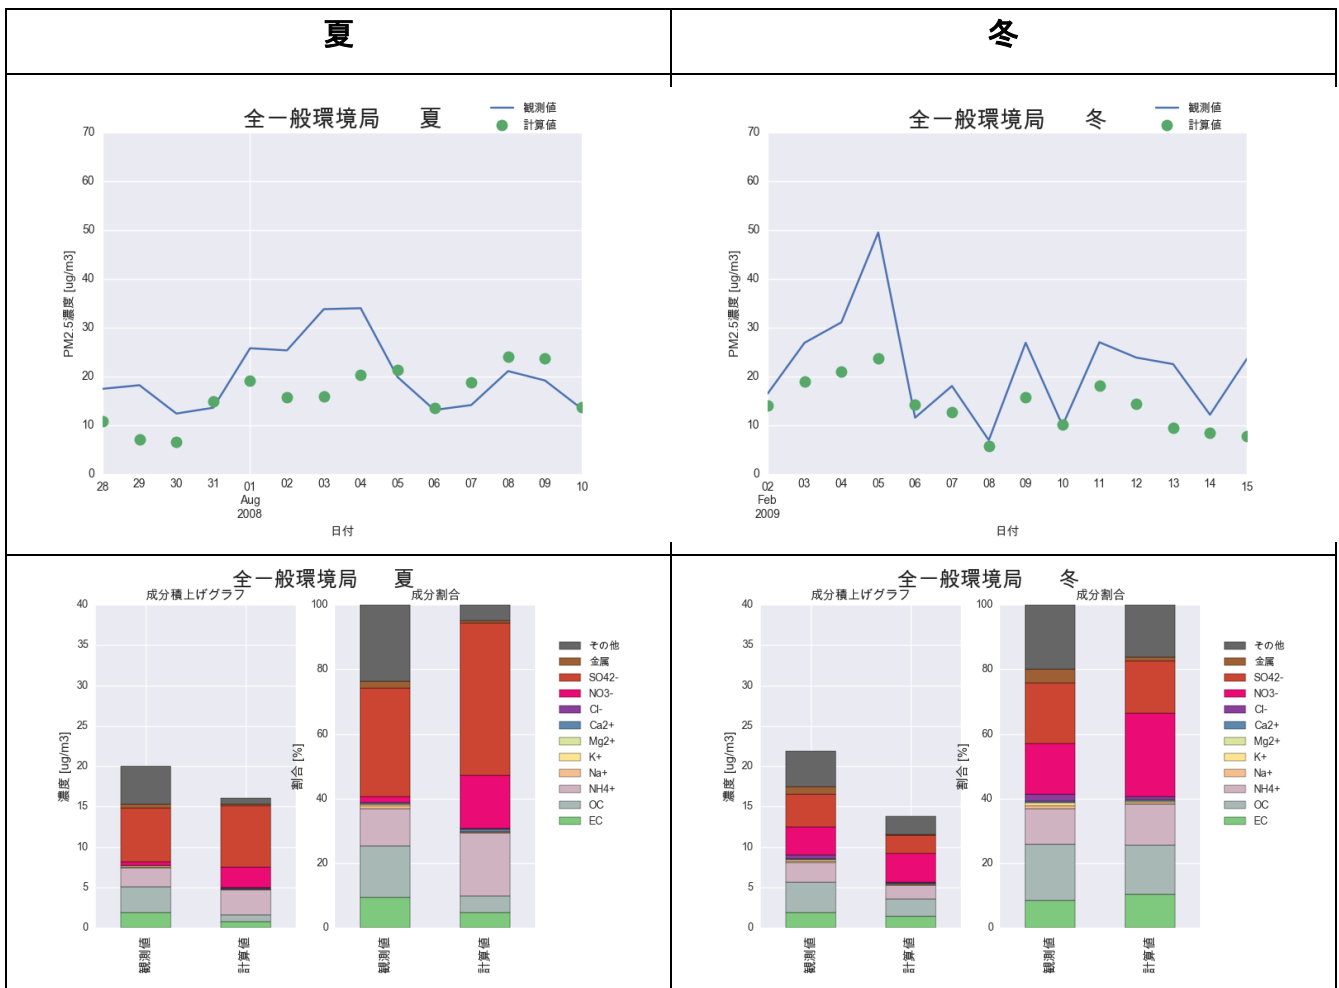 夏
冬
全一般環境局 夏
観測値
計算値
PM2.5濃度 [ug/m3]
70
60
50
40
30
20
10
0
28 29 30 31 01 02 03 04 05 06 07 08 09 10
Aug
2008
日付
全一般環境局 冬
観測値
計算値
PM2.5濃度 [ug/m3]
70
60
50
40
30
20
10
0
02 03 04 05 06 07 08 09 10 11 12 13 14 15
Feb
2009
日付
全一般環境局 夏
成分積上げグラフ
濃度 [ug/m3]
40
35
30
25
20
15
10
5
0
観測値 計算値
成分割合
割合 [%]
100
80
60
40
20
0
観測値 計算値
その他
金属
SO42-
NO3-
Cl-
Ca2+
Mg2+
K+
Na+
NH4+
OC
EC
全一般環境局 冬
成分積上げグラフ
濃度 [ug/m3]
40
35
30
25
20
15
10
5
0
観測値 計算値
成分割合
割合 [%]
100
80
60
40
20
0
観測値 計算値
その他
金属
SO42-
NO3-
Cl-
Ca2+
Mg2+
K+
Na+
NH4+
OC
EC